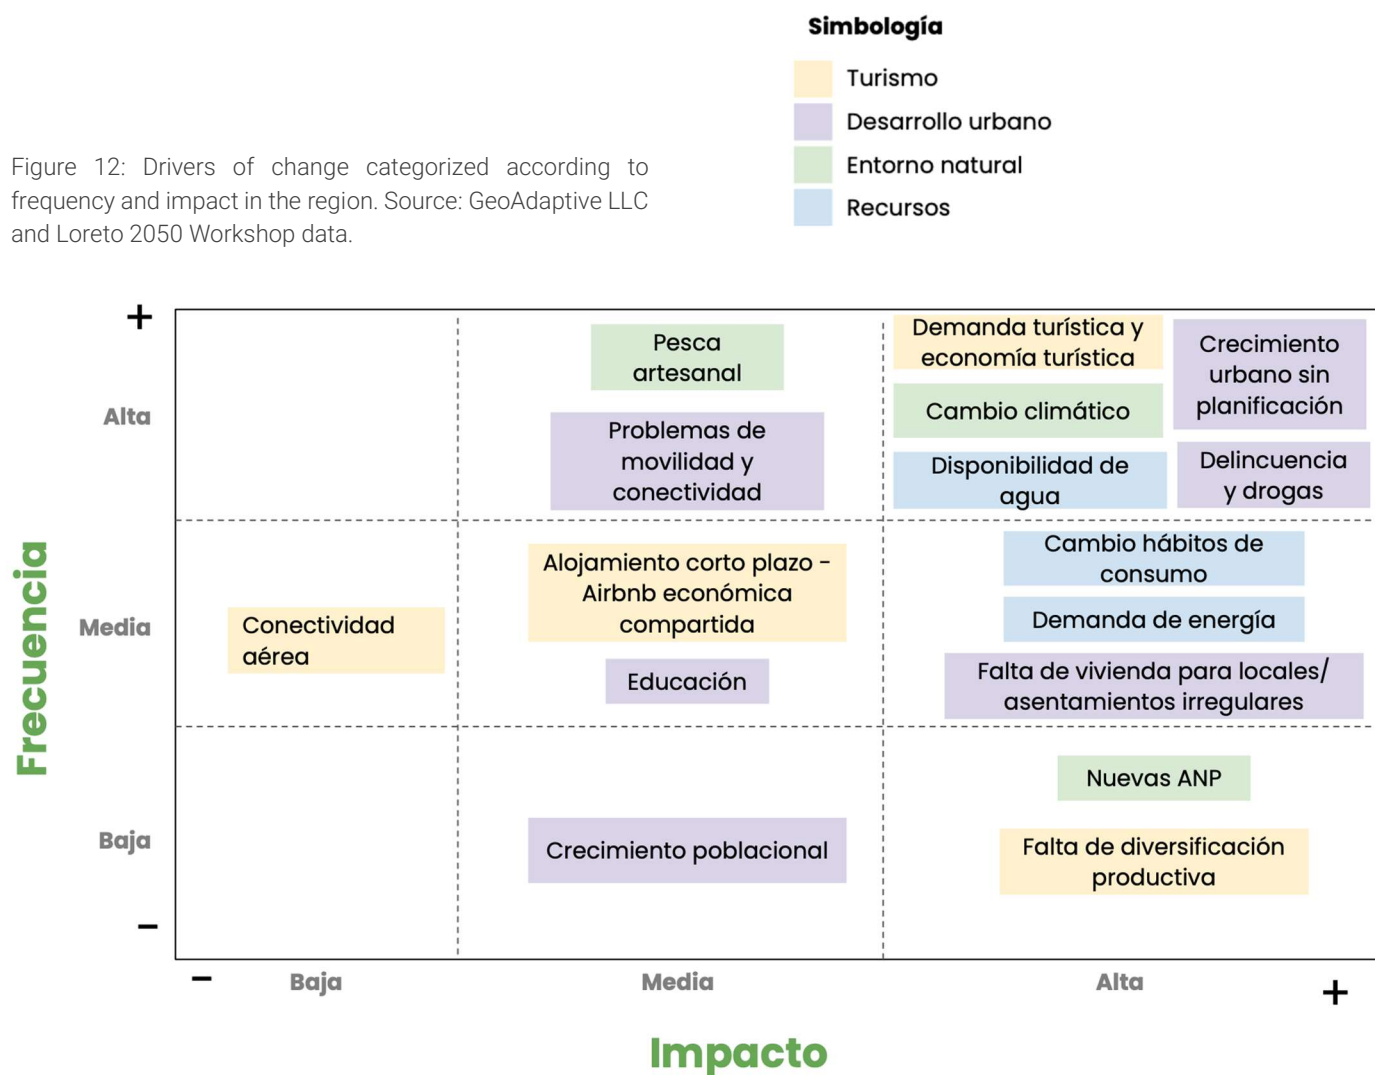 Simbología
Turismo
Desarrollo urbano
Entorno natural
Recursos
Figure 12: Drivers of change categorized according to
frequency and impact in the region. Source: GeoAdaptive LLC
and Loreto 2050 Workshop data.
+
Alta
Pesca
artesanal
Problemas de
movilidad y
conectividad
Demanda turística y
economía turística
Cambio climático
Disponibilidad de
agua
Crecimiento
urbano sin
planificación
Delincuencia
y drogas
Frecuencia
Media
Conectividad
aérea
Alojamiento corto plazo -
Airbnb económica
compartida
Educación
Cambio hábitos de
consumo
Demanda de energía
Falta de vivienda para locales/
asentamientos irregulares
Baja
Crecimiento poblacional
Nuevas ANP
Falta de diversificación
productiva
-
-
Baja
Media
Alta
+
Impacto